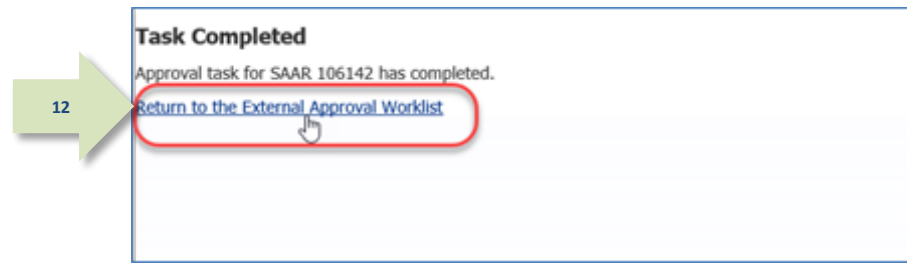 Task Completed
Approval task for SAAR 106142 has completed.
12
Return to the External Approval Worklist